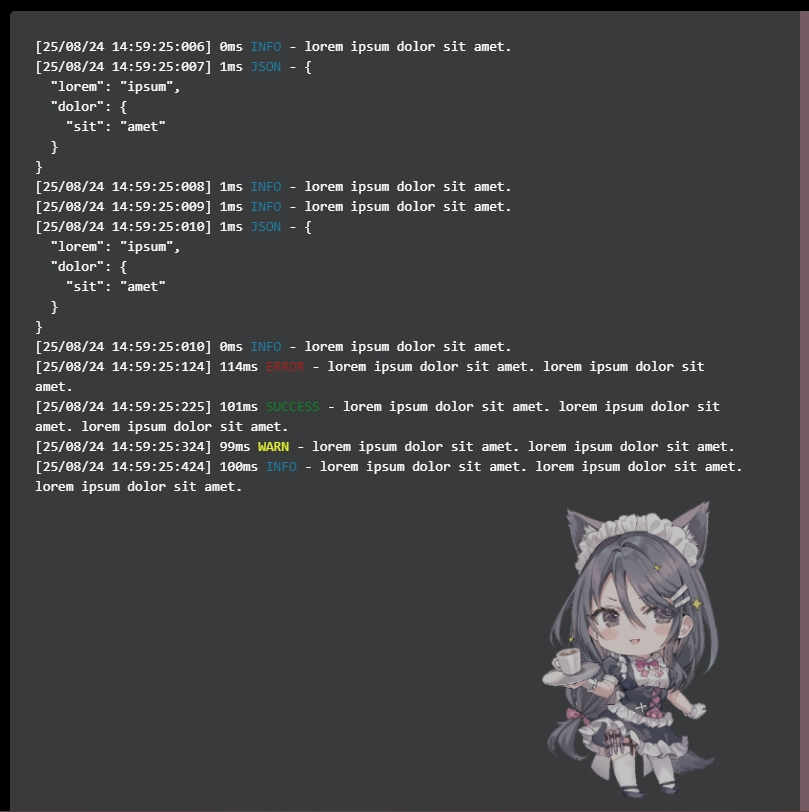 [25/08/24 14:59:25:006] 0ms INFO - lorem ipsum dolor sit amet.
[25/08/24 14:59:25:007] 1ms JSON - {
  "lorem": "ipsum",
  "dolor": {
    "sit": "amet"
  }
}
[25/08/24 14:59:25:008] 1ms INFO - lorem ipsum dolor sit amet.
[25/08/24 14:59:25:009] 1ms INFO - lorem ipsum dolor sit amet.
[25/08/24 14:59:25:010] 1ms JSON - {
  "lorem": "ipsum",
  "dolor": {
    "sit": "amet"
  }
}
[25/08/24 14:59:25:010] 0ms INFO - lorem ipsum dolor sit amet.
[25/08/24 14:59:25:124] 114ms ERROR - lorem ipsum dolor sit amet. lorem ipsum dolor sit
amet.
[25/08/24 14:59:25:225] 101ms SUCCESS - lorem ipsum dolor sit amet. lorem ipsum dolor sit
amet. lorem ipsum dolor sit amet.
[25/08/24 14:59:25:324] 99ms WARN - lorem ipsum dolor sit amet. lorem ipsum dolor sit amet.
[25/08/24 14:59:25:424] 100ms INFO - lorem ipsum dolor sit amet. lorem ipsum dolor sit amet.
lorem ipsum dolor sit amet.